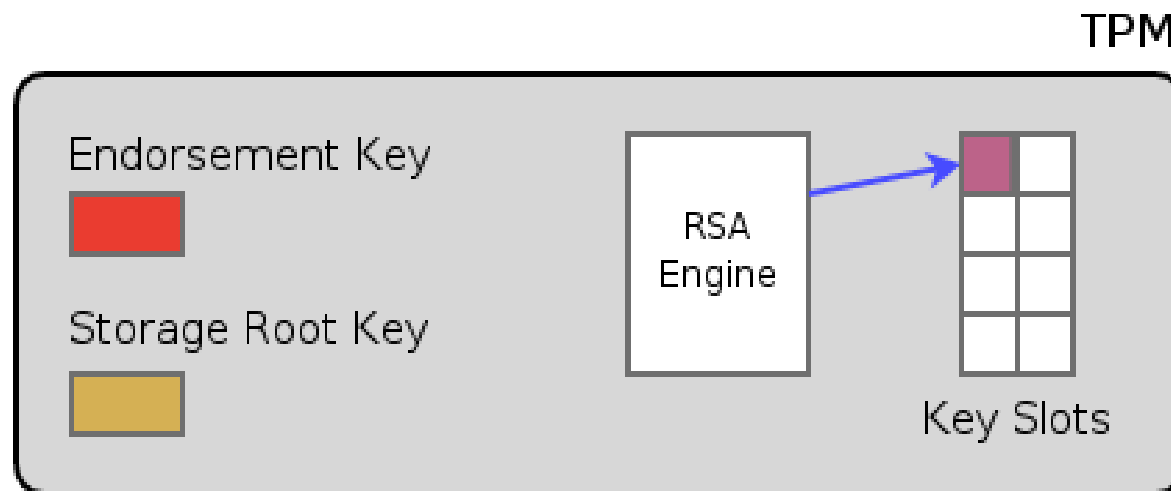 TPM
Endorsement Key
Storage Root Key
RSA
Engine
Key Slots